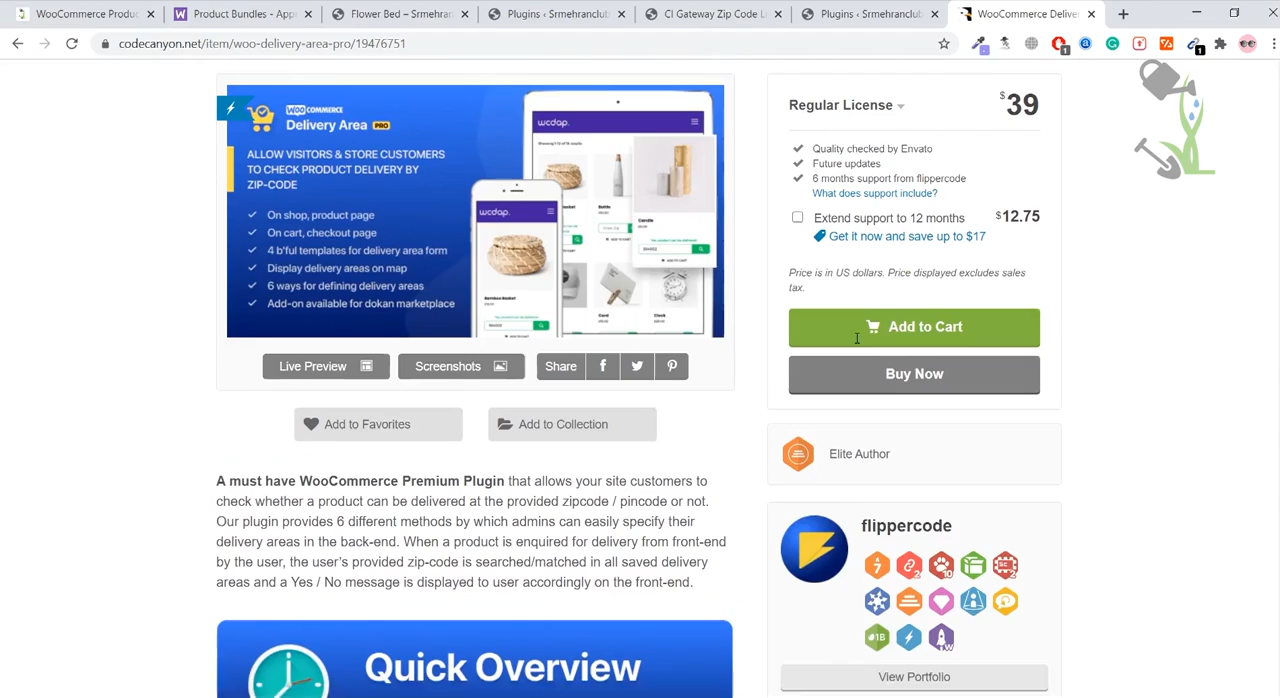 WooCommerce Produc
Product Bundles - Appe
Flower Bed – Srmehran
Plugins ‹ Srmehranclub
CI Gateway Zip Code L
Plugins ‹ Srmehranclub
WooCommerce Deliver
codecanyon.net/item/woo-delivery-area-pro/19476751
WOO COMMERCE
Delivery Area PRO
ALLOW VISITORS & STORE CUSTOMERS
TO CHECK PRODUCT DELIVERY BY
ZIP-CODE
On shop, product page
On cart, checkout page
4 b'ful templates for delivery area form
Display delivery areas on map
6 ways for defining delivery areas
Add-on available for dokan marketplace
wcdap.
wcdap.
Regular License
$39
Quality checked by Envato
Future updates
6 months support from flippercode
What does support include?
Extend support to 12 months $12.75
Get it now and save up to $17
Price is in US dollars. Price displayed excludes sales
tax.
Add to Cart
Buy Now
Live Preview
Screenshots
Share
Add to Favorites
Add to Collection
Elite Author
A must have WooCommerce Premium Plugin that allows your site customers to
check whether a product can be delivered at the provided zipcode / pincode or not.
Our plugin provides 6 different methods by which admins can easily specify their
delivery areas in the back-end. When a product is enquired for delivery from front-end
by the user, the user's provided zip-code is searched/matched in all saved delivery
areas and a Yes / No message is displayed to user accordingly on the front-end.
flippercode
View Portfolio
Quick Overview